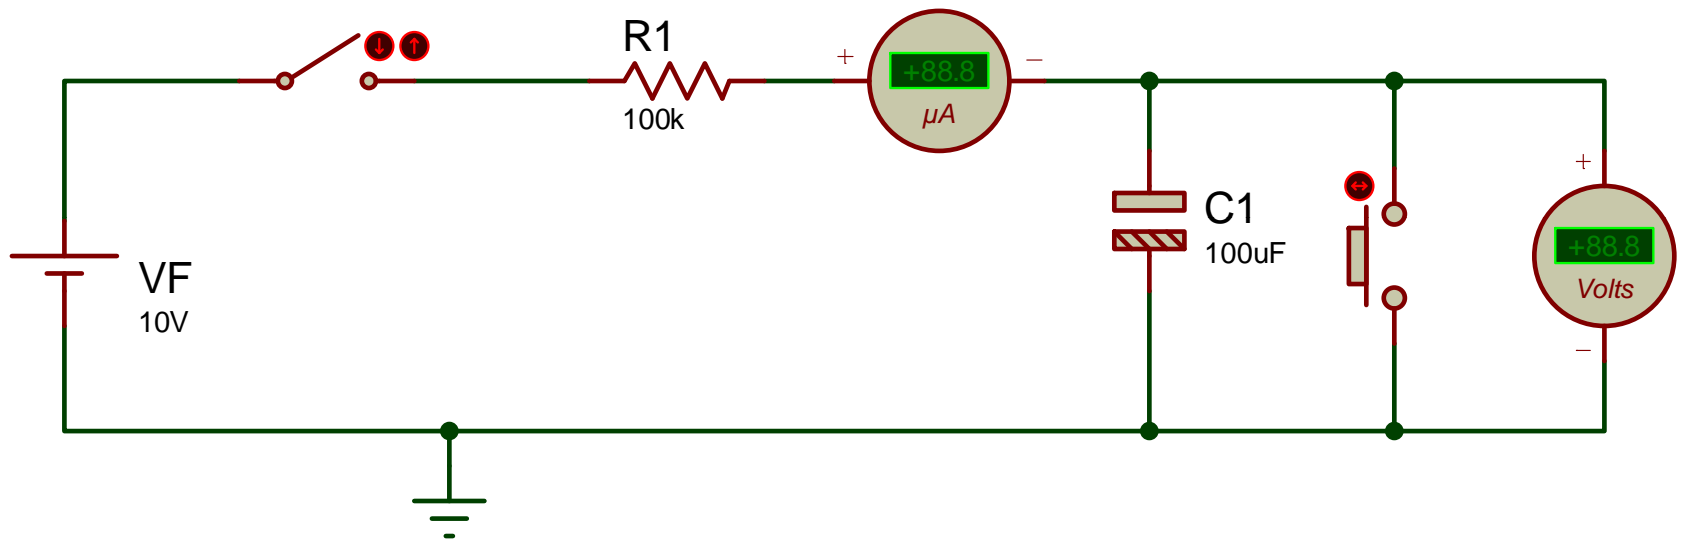 R1
100k
+
+88.8
µA
−
VF
10V
C1
100uF
+
+88.8
Volts
−